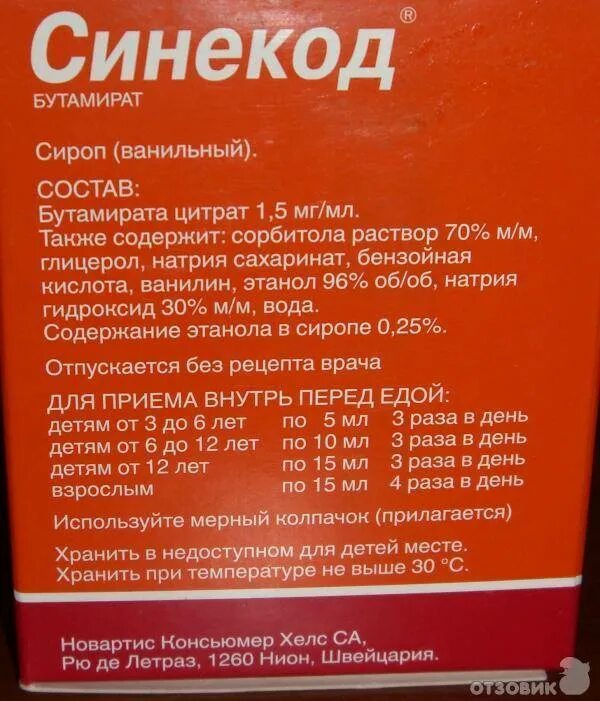 Синекод®
БУТАМИРАТ
Сироп (ванильный).
СОСТАВ:
Бутамирата цитрат 1,5 мг/мл.
Также содержит: сорбитола раствор 70% м/м,
глицерол, натрия сахаринат, бензойная
кислота, ванилин, этанол 96% об/об, натрия
гидроксид 30% м/м, вода.
Содержание этанола в сиропе 0,25%.
Отпускается без рецепта врача
ДЛЯ ПРИЕМА ВНУТРЬ ПЕРЕД ЕДОЙ:
детям от 3 до 6 лет по 5 мл 3 раза в день
детям от 6 до 12 лет по 10 мл 3 раза в день
детям от 12 лет по 15 мл 3 раза в день
взрослым по 15 мл 4 раза в день
Используйте мерный колпачок (прилагается)
Хранить в недоступном для детей месте.
Хранить при температуре не выше 30 °C.
Новартис Консьюмер Хелс СА,
Рю де Летраз, 1260 Нион, Швейцария.
отзовик